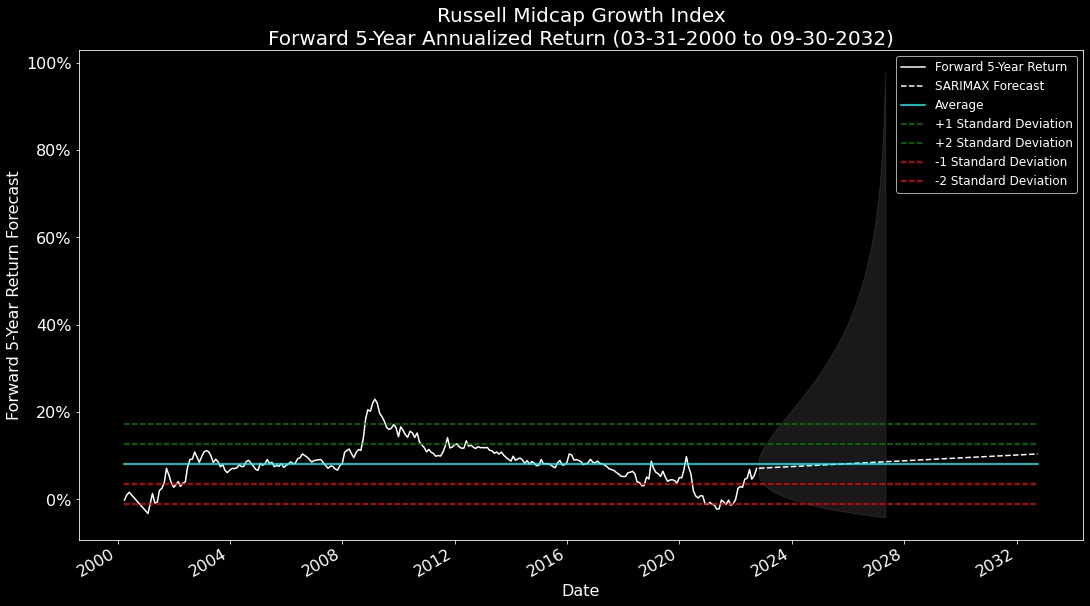 Russell Midcap Growth Index
Forward 5-Year Annualized Return (03-31-2000 to 09-30-2032)
Forward 5-Year Return Forecast
100%
80%
60%
40%
20%
0%
Forward 5-Year Return
SARIMAX Forecast
Average
+1 Standard Deviation
+2 Standard Deviation
-1 Standard Deviation
-2 Standard Deviation
2000
2004
2008
2012
2016
2020
2024
2028
2032
Date